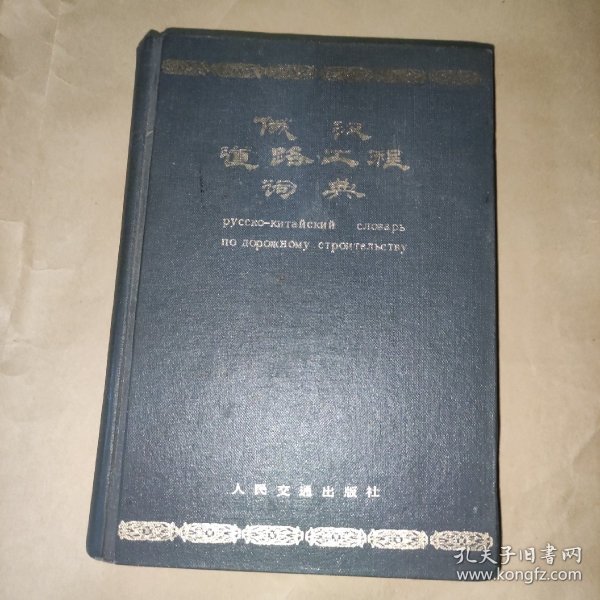 俄汉
道路工程
词典
русско-китайский словарь
по дорожному строительству
人民交通出版社
孔夫子旧书网
www.kongfz.com